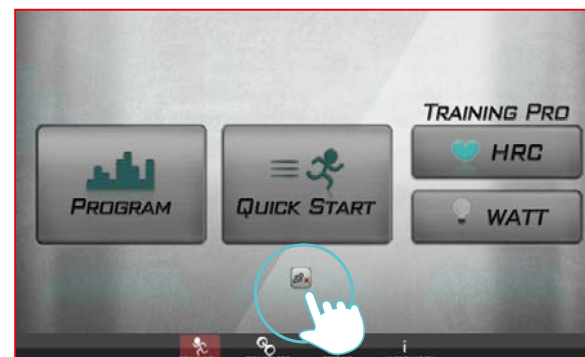 TRAINING PRO
HRC
PROGRAM
QUICK START
WATT